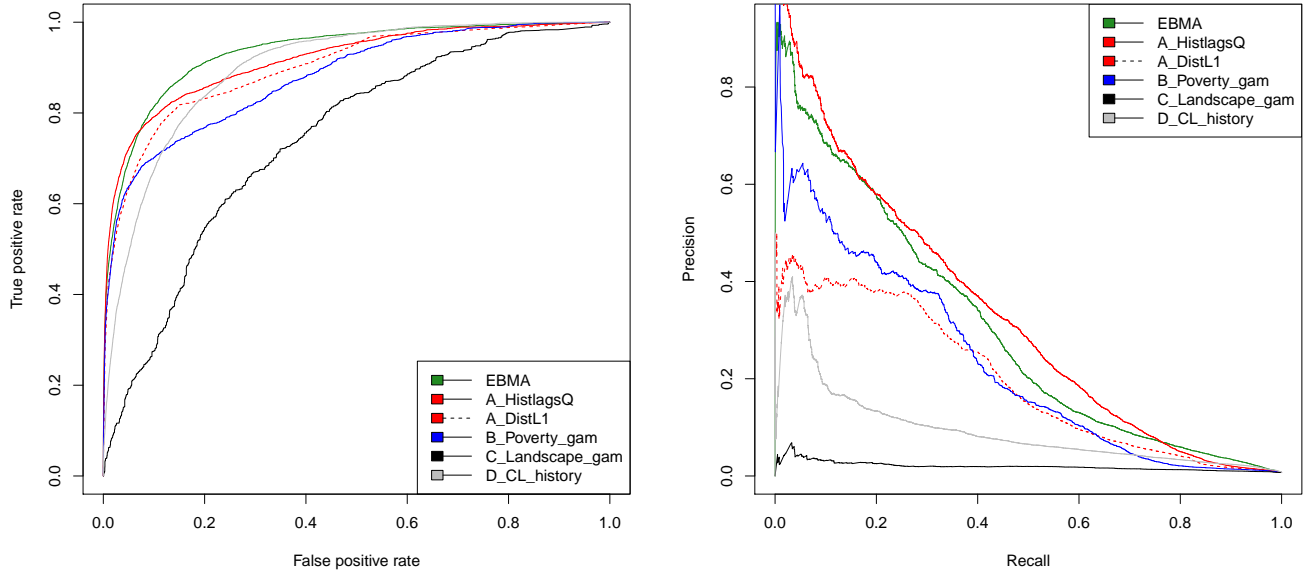 1.0
0.8
0.6
0.4
0.2
0.0
True positive rate
EBMA
A_HistlagsQ
A_DistL1
B_Poverty_gam
C_Landscape_gam
D_CL_history
0.0 0.2 0.4 0.6 0.8 1.0
False positive rate
0.8
0.6
0.4
0.2
0.0
Precision
EBMA
A_HistlagsQ
A_DistL1
B_Poverty_gam
C_Landscape_gam
D_CL_history
0.0 0.2 0.4 0.6 0.8 1.0
Recall